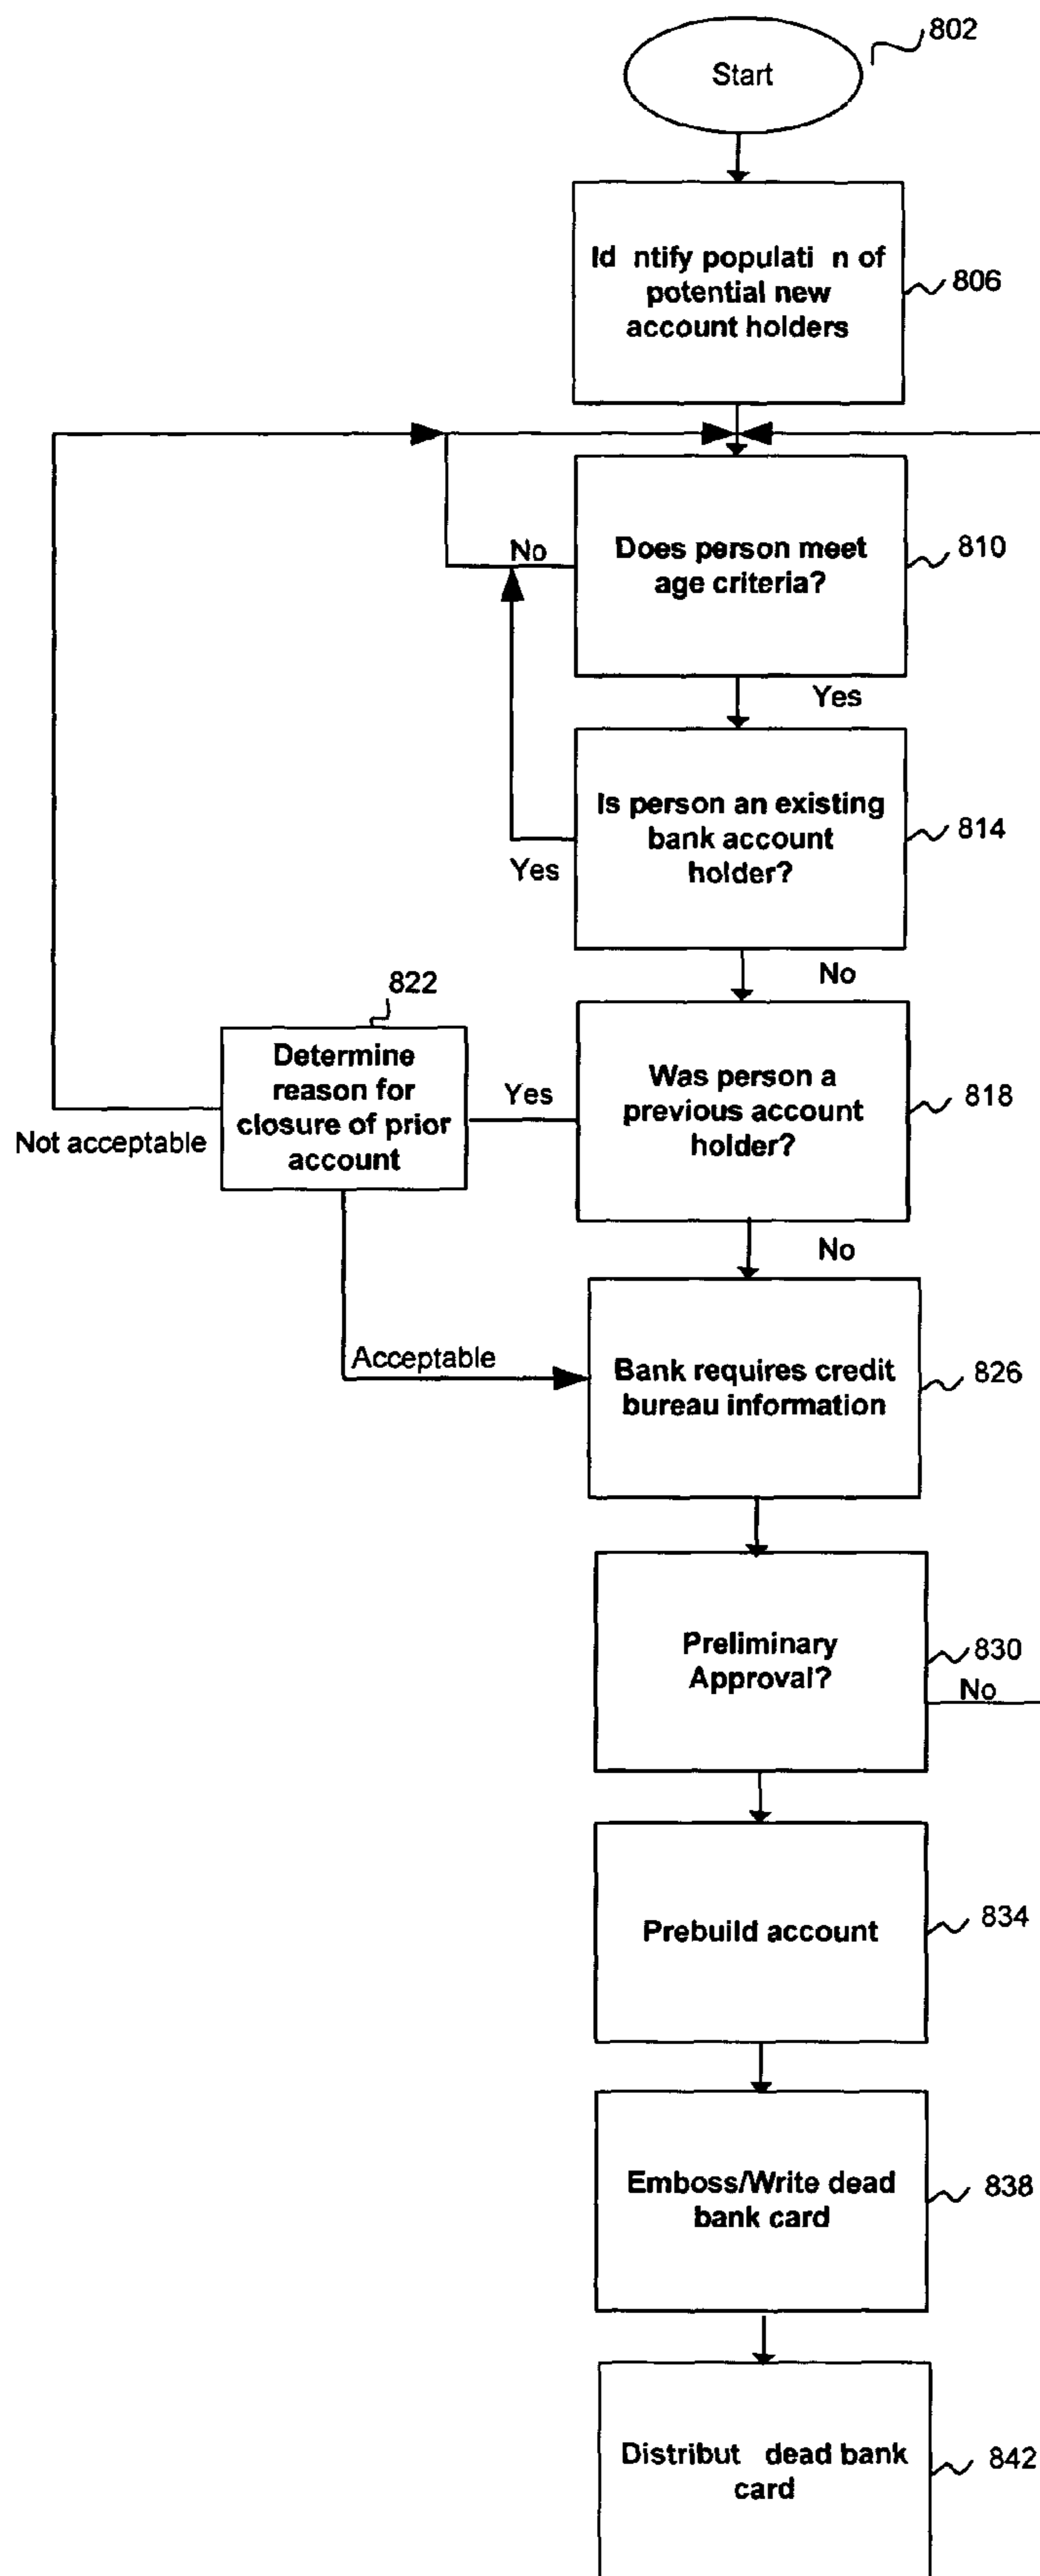 Start
802
Id ntify populati n of
potential new
account holders
806
No
Does person meet
age criteria?
810
Yes
Is person an existing
bank account
holder?
814
Yes
No
822
Determine
reason for
closure of prior
account
Yes
Was person a
previous account
holder?
818
Not acceptable
No
Acceptable
Bank requires credit
bureau information
826
Preliminary
Approval?
830
No
Prebuild account
834
Emboss/Write dead
bank card
838
Distribut dead bank
card
842